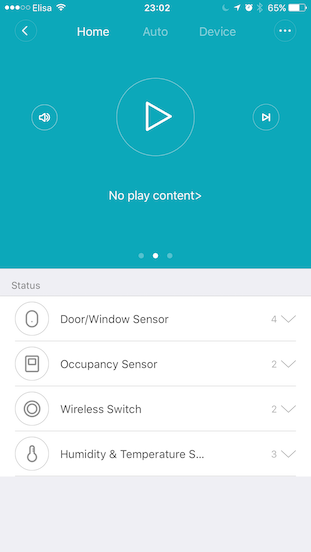 Elisa 23:02 65%
Home Auto Device
No play content>
Status
Door/Window Sensor 4
Occupancy Sensor 2
Wireless Switch 2
Humidity & Temperature S... 3